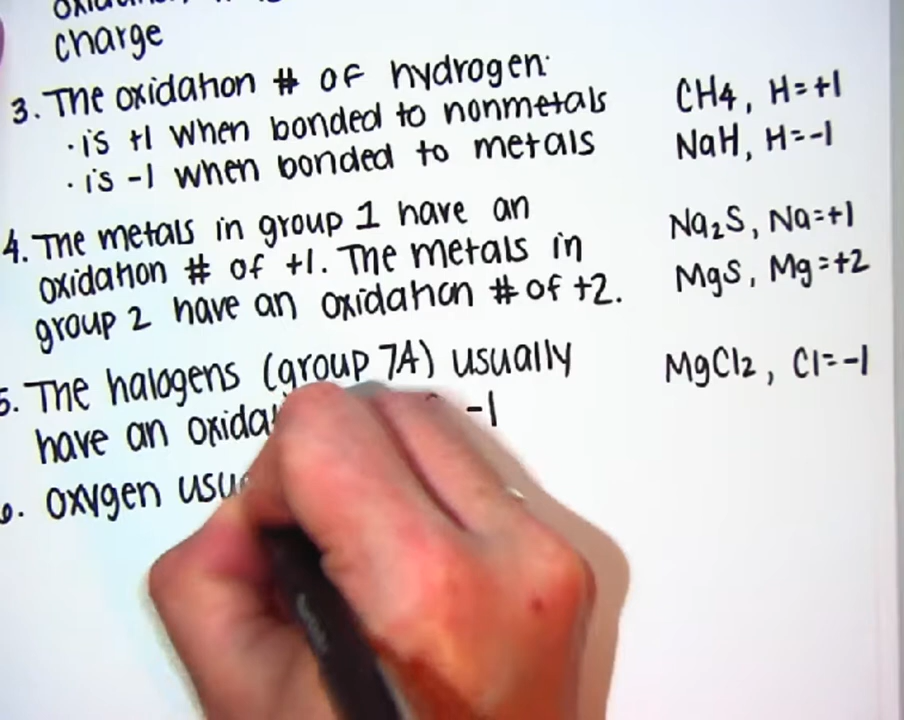 charge
3. The oxidation # of hydrogen:
· is +1 when bonded to nonmetals
CH4, H=+1
· is -1 when bonded to metals
NaH, H=-1
4. The metals in group 1 have an
oxidation # of +1. The metals in
group 2 have an oxidation # of +2.
Na₂S, Na=+1
MgS, Mg=+2
5. The halogens (group 7A) usually
have an -1
MgCl₂, Cl=-1
6. Oxygen